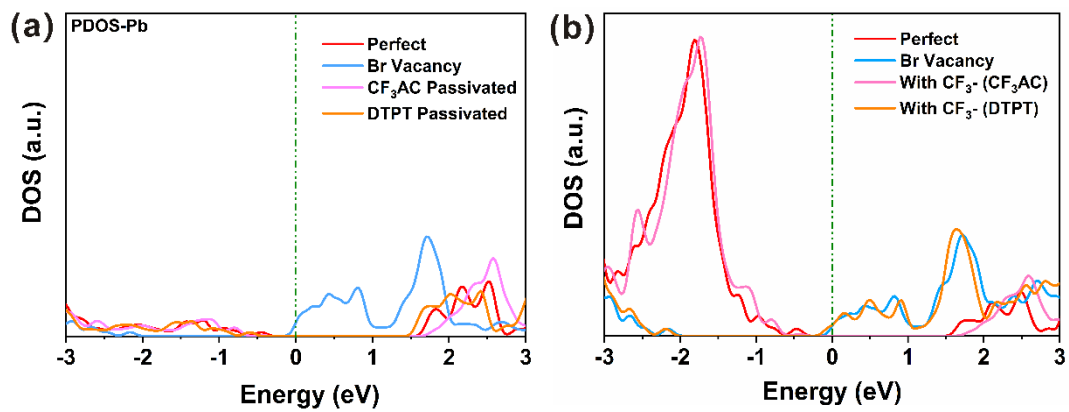 (a)
PDOS-Pb
Perfect
Br Vacancy
CF₃AC Passivated
DTPT Passivated
DOS (a.u.)
-3 -2 -1 0 1 2 3
Energy (eV)
(b)
Perfect
Br Vacancy
With CF₃- (CF₃AC)
With CF₃- (DTPT)
DOS (a.u.)
-3 -2 -1 0 1 2 3
Energy (eV)